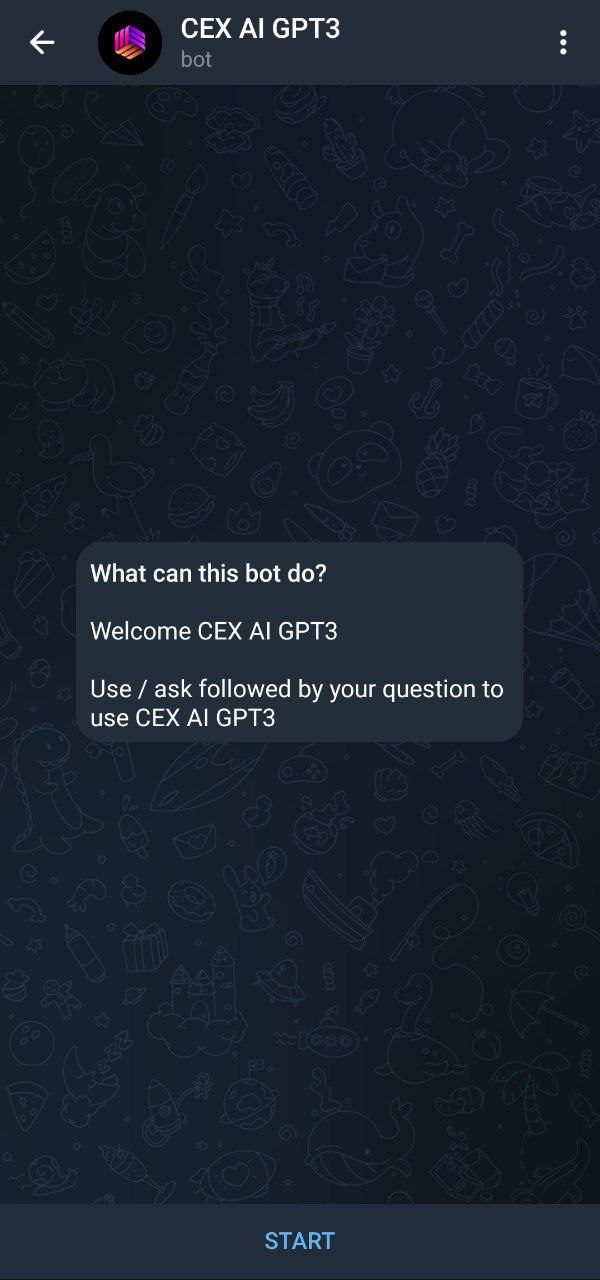 CEX AI GPT3
bot
What can this bot do?
Welcome CEX AI GPT3
Use / ask followed by your question to
use CEX AI GPT3
START